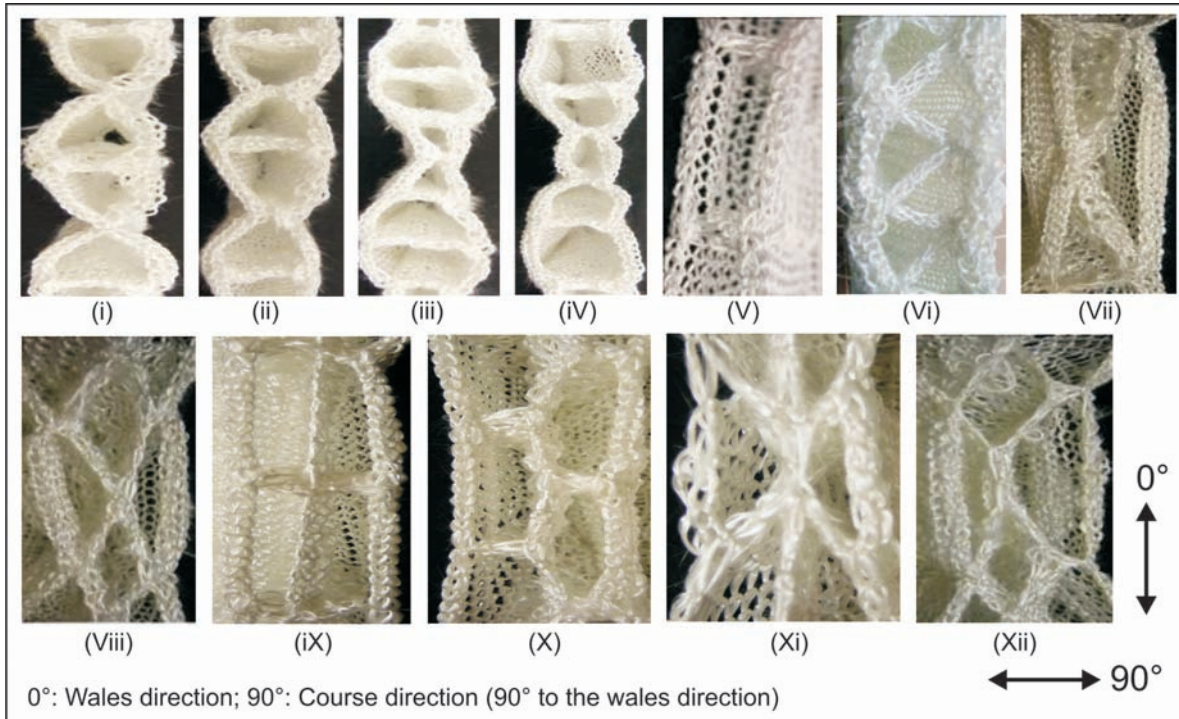 (i) (ii) (iii) (iV) (V) (Vi) (Vii)
(Viii) (iX) (X) (Xi) (Xii)
0°
90°
0°: Wales direction; 90°: Course direction (90° to the wales direction)